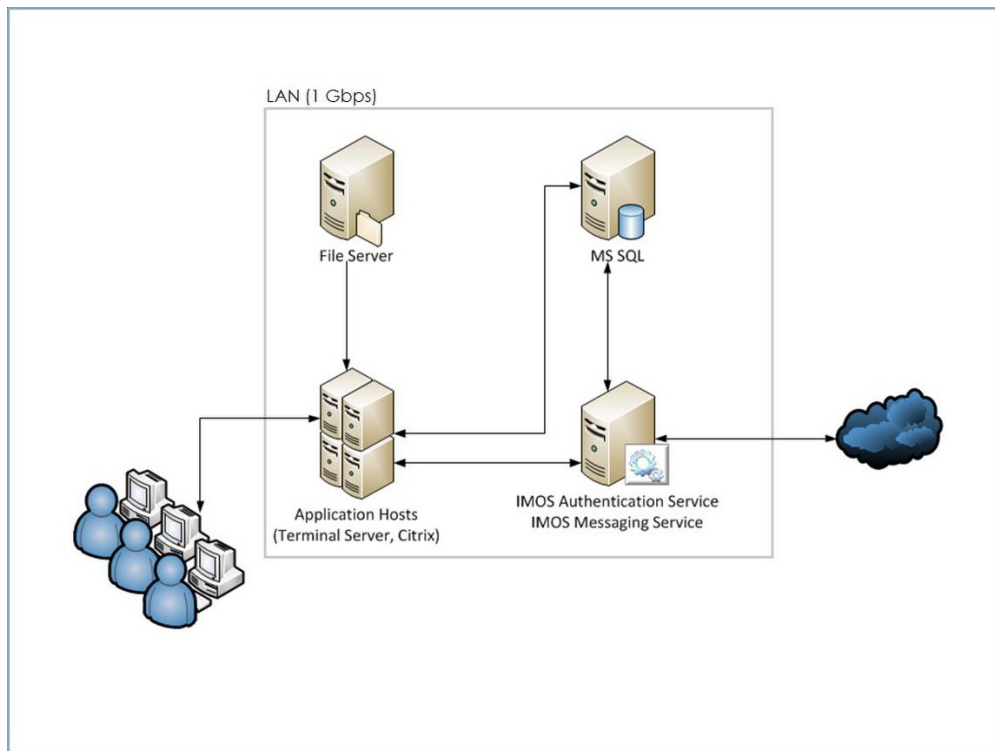 LAN (1 Gbps)
File Server
MS SQL
Application Hosts
(Terminal Server, Citrix)
IMOS Authentication Service
IMOS Messaging Service